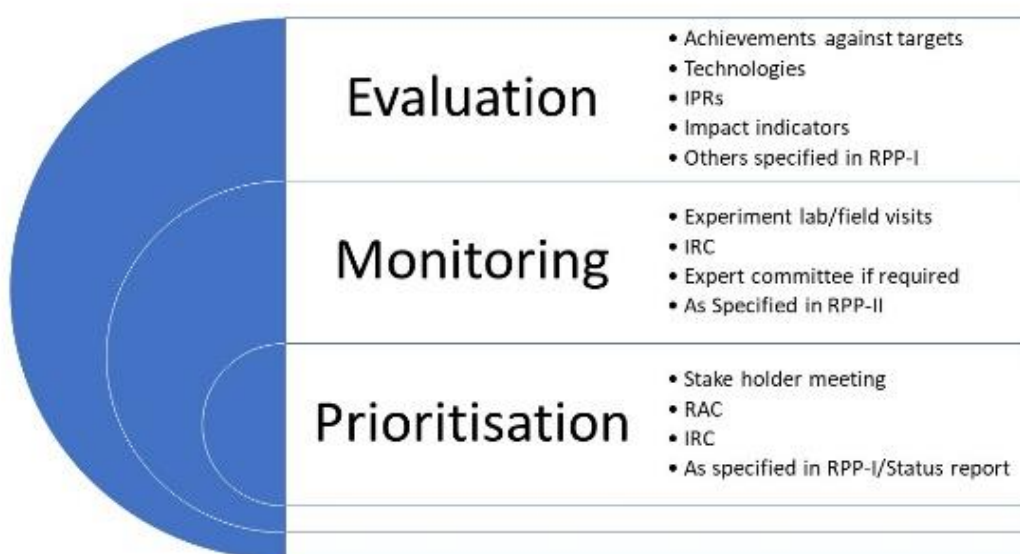 Evaluation
• Achievements against targets
• Technologies
• IPRs
• Impact indicators
• Others specified in RPP-I
Monitoring
• Experiment lab/field visits
• IRC
• Expert committee if required
• As Specified in RPP-II
Prioritisation
• Stake holder meeting
• RAC
• IRC
• As specified in RPP-I/Status report